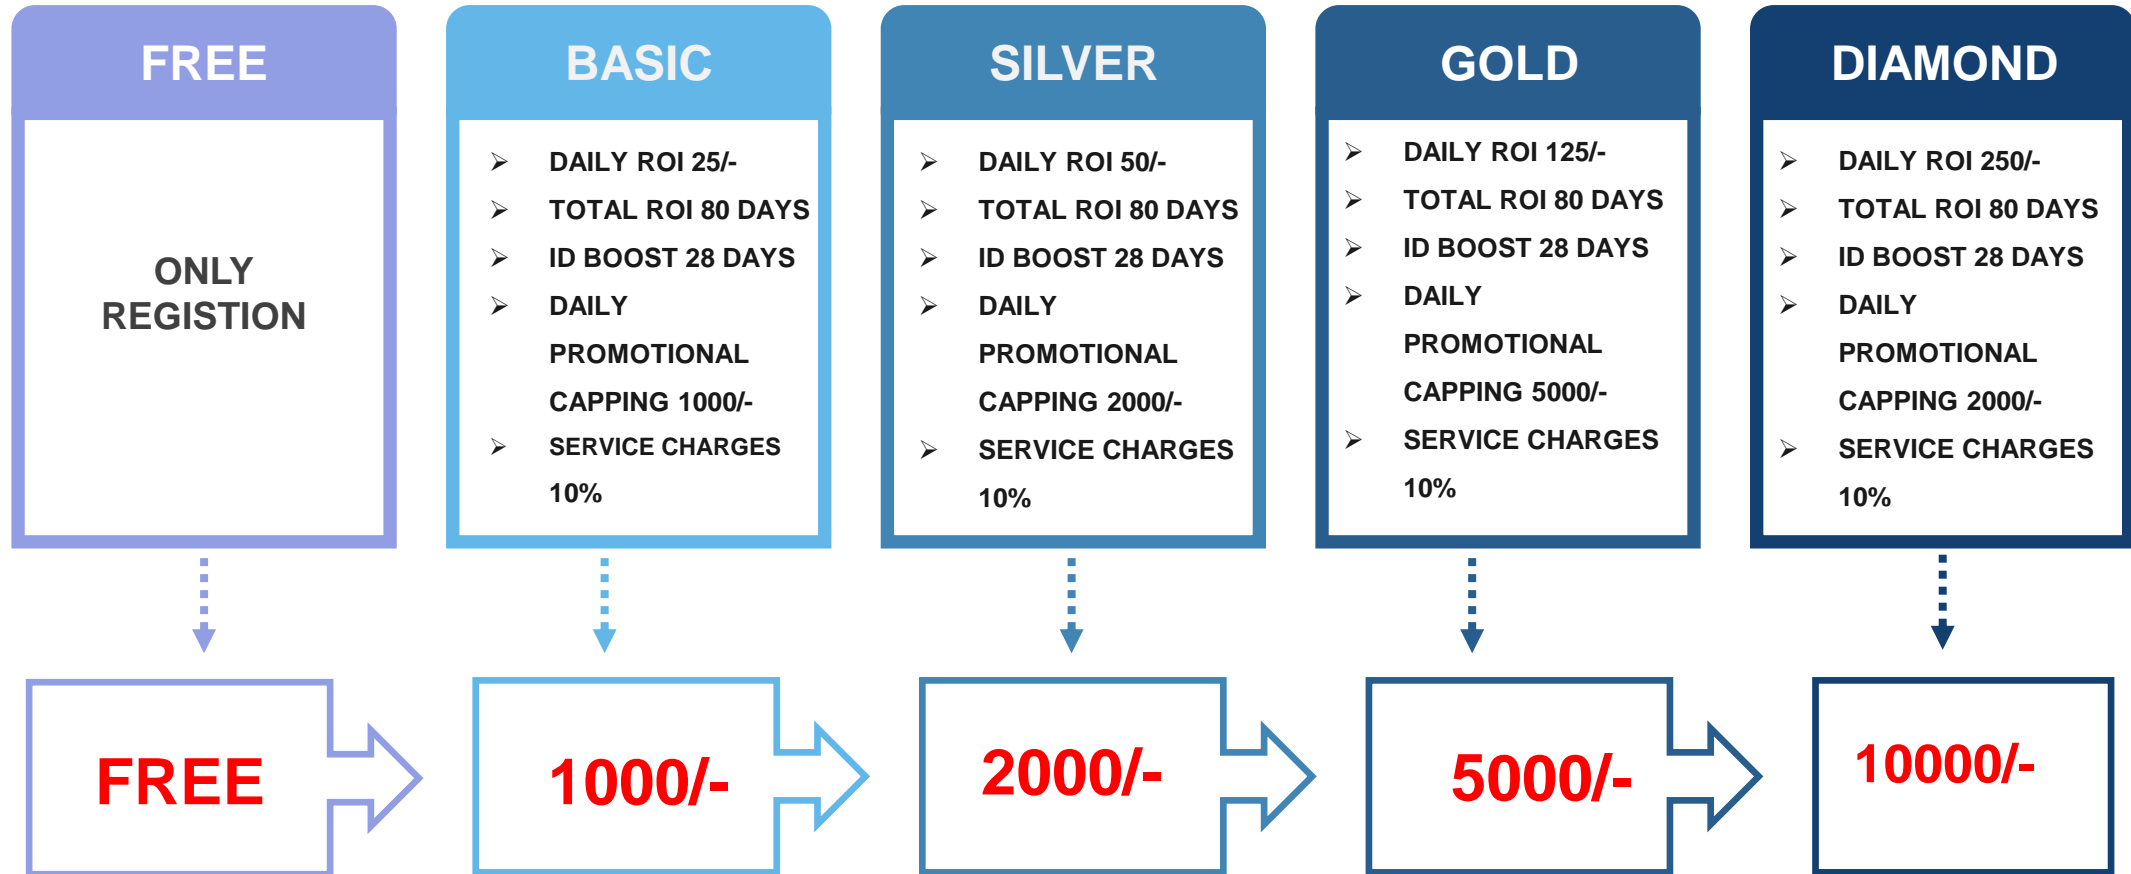 FREE
ONLY
REGISTION
BASIC
➢ DAILY ROI 25/-
➢ TOTAL ROI 80 DAYS
➢ ID BOOST 28 DAYS
➢ DAILY
PROMOTIONAL
CAPPING 1000/-
➢ SERVICE CHARGES
10%
SILVER
➢ DAILY ROI 50/-
➢ TOTAL ROI 80 DAYS
➢ ID BOOST 28 DAYS
➢ DAILY
PROMOTIONAL
CAPPING 2000/-
➢ SERVICE CHARGES
10%
GOLD
➢ DAILY ROI 125/-
➢ TOTAL ROI 80 DAYS
➢ ID BOOST 28 DAYS
➢ DAILY
PROMOTIONAL
CAPPING 5000/-
➢ SERVICE CHARGES
10%
DIAMOND
➢ DAILY ROI 250/-
➢ TOTAL ROI 80 DAYS
➢ ID BOOST 28 DAYS
➢ DAILY
PROMOTIONAL
CAPPING 2000/-
➢ SERVICE CHARGES
10%
FREE
1000/-
2000/-
5000/-
10000/-